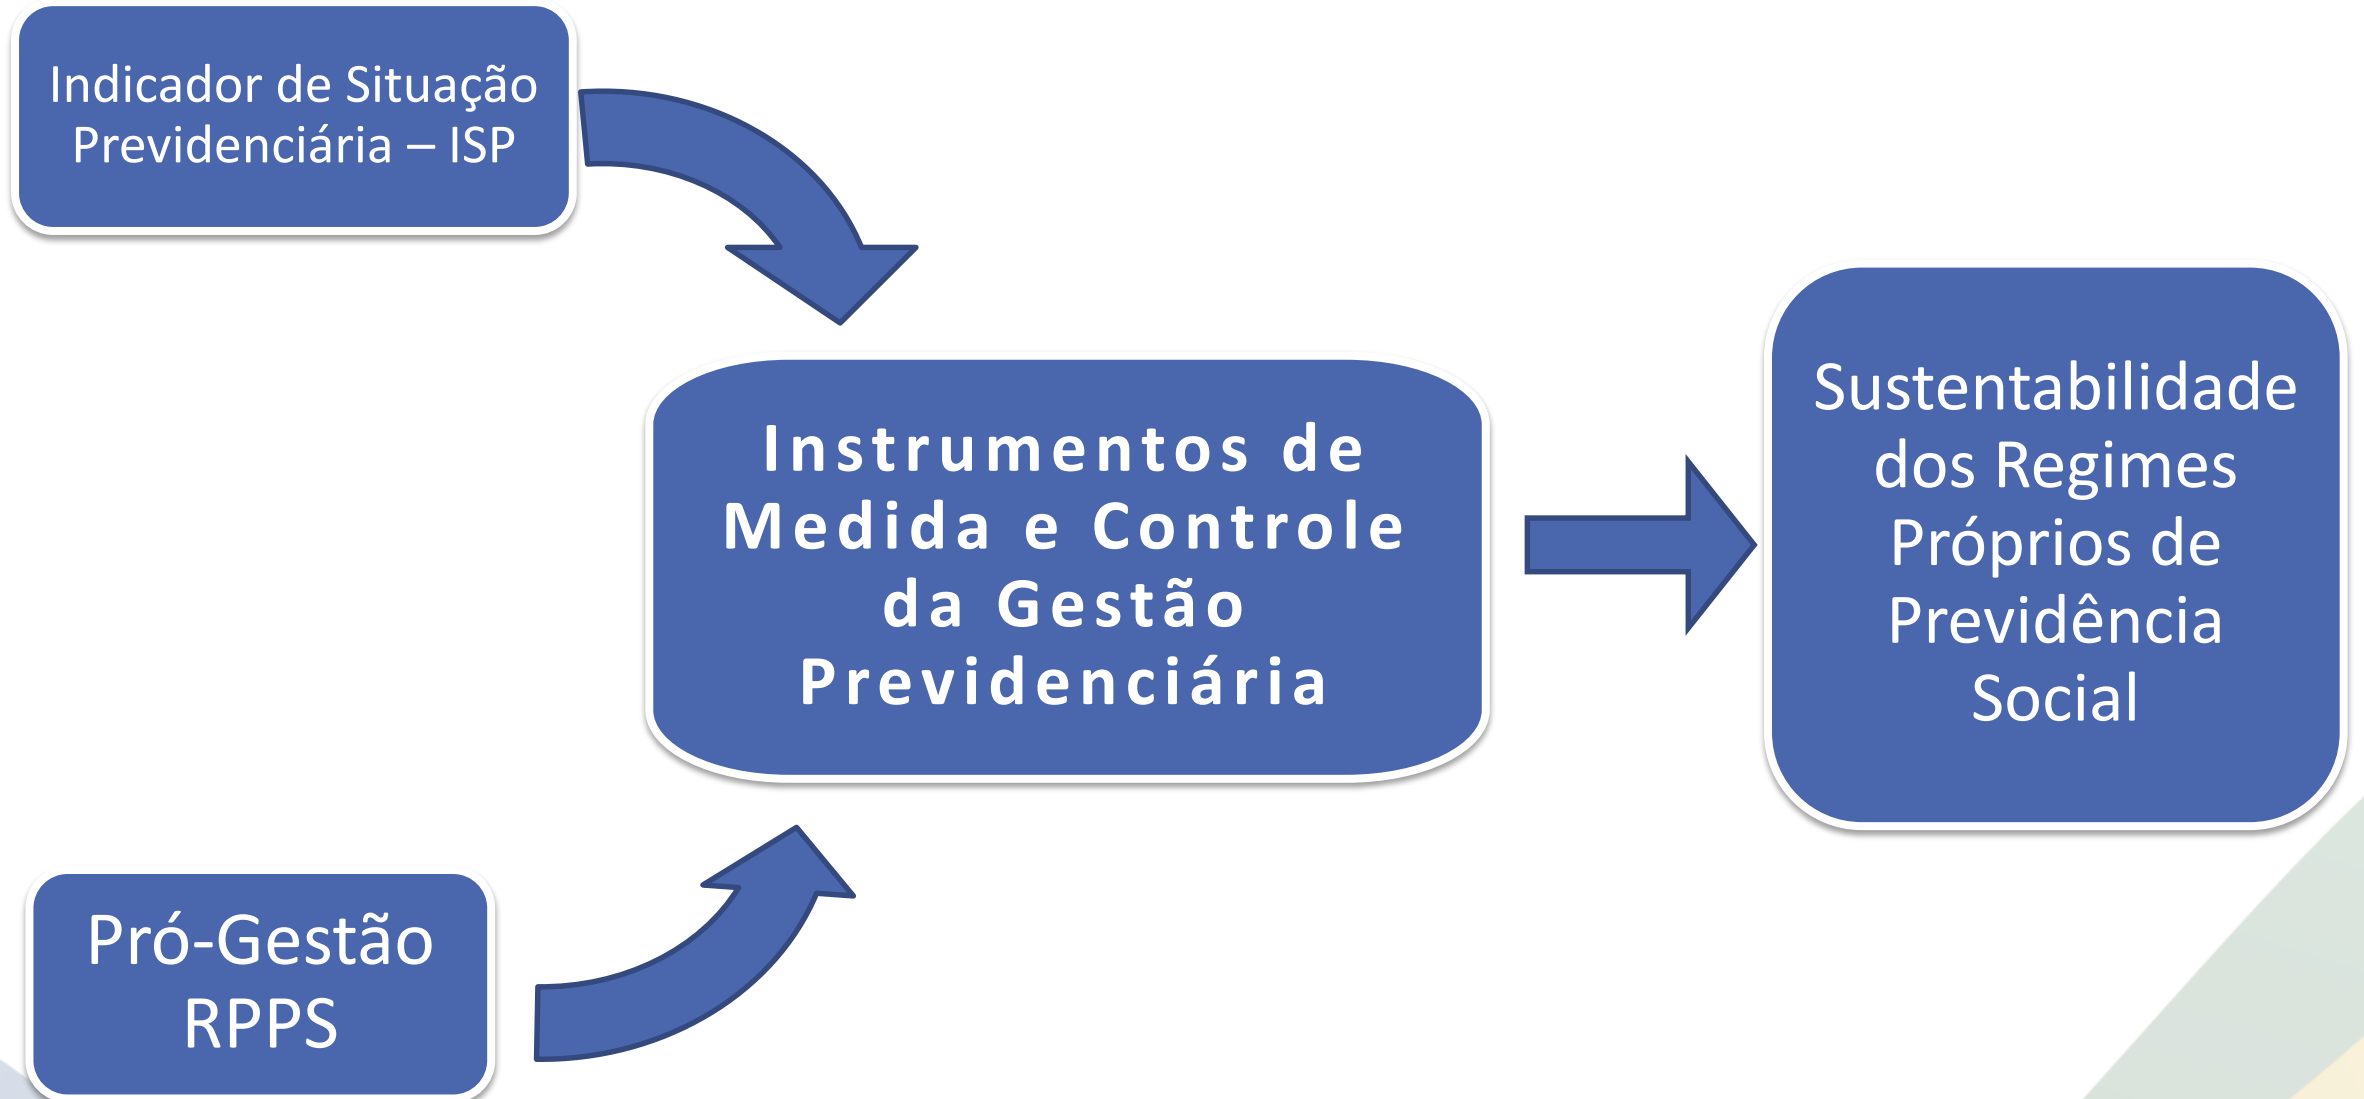 Indicador de Situação
Previdenciária – ISP
Instrumentos de
Medida e Controle
da Gestão
Previdenciária
Sustentabilidade
dos Regimes
Próprios de
Previdência
Social
Pró-Gestão
RPPS